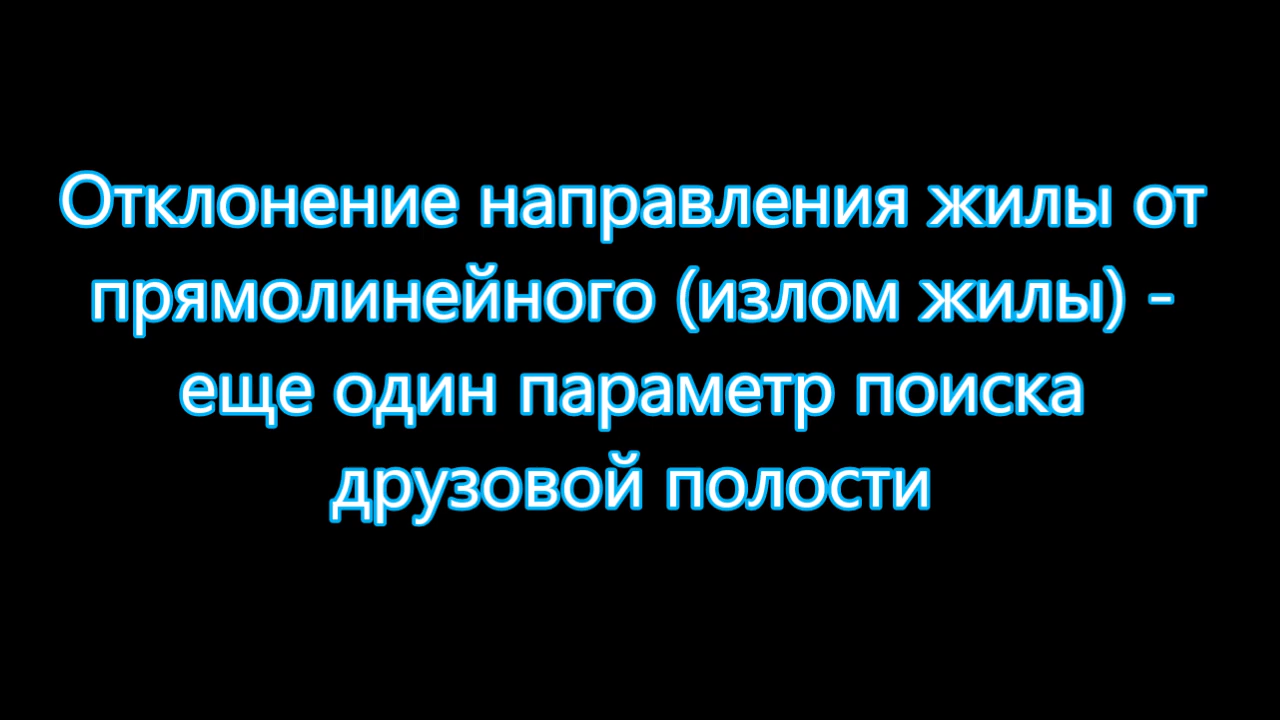 Отклонение направления жилы от
прямолинейного (излом жилы) -
еще один параметр поиска
друзовой полости